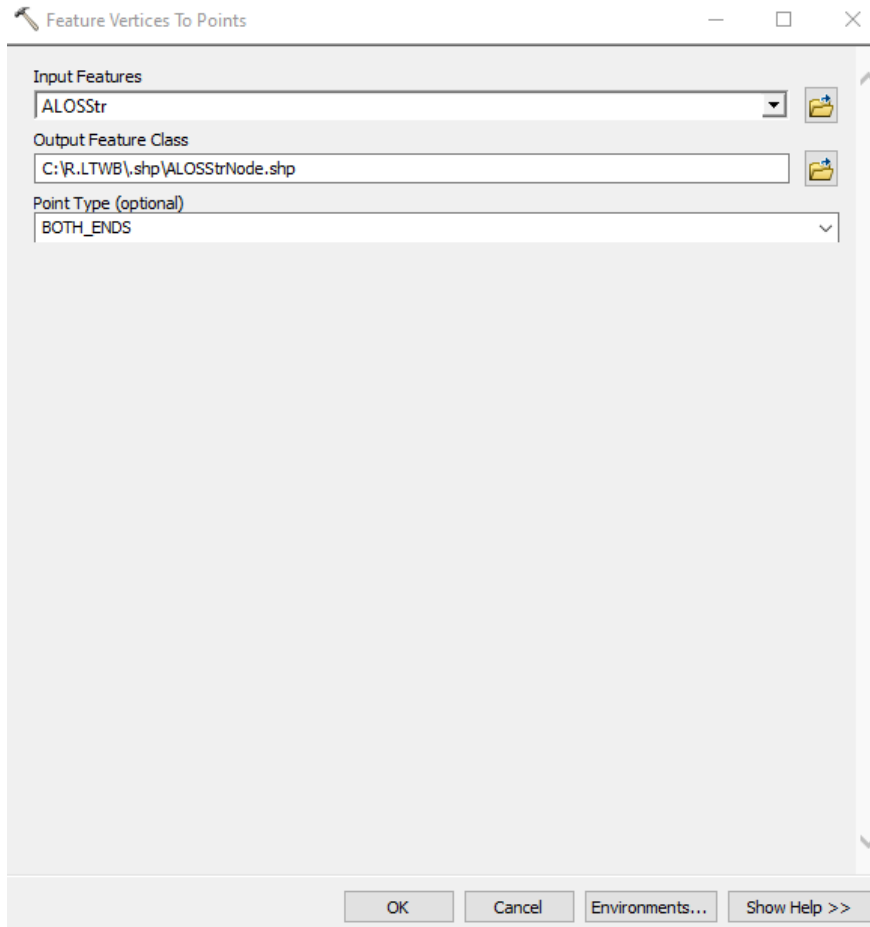 Feature Vertices To Points
Input Features
ALOSStr
Output Feature Class
C:\R.LTWB\.shp\ALOSStrNode.shp
Point Type (optional)
BOTH_ENDS
OK Cancel Environments... Show Help >>